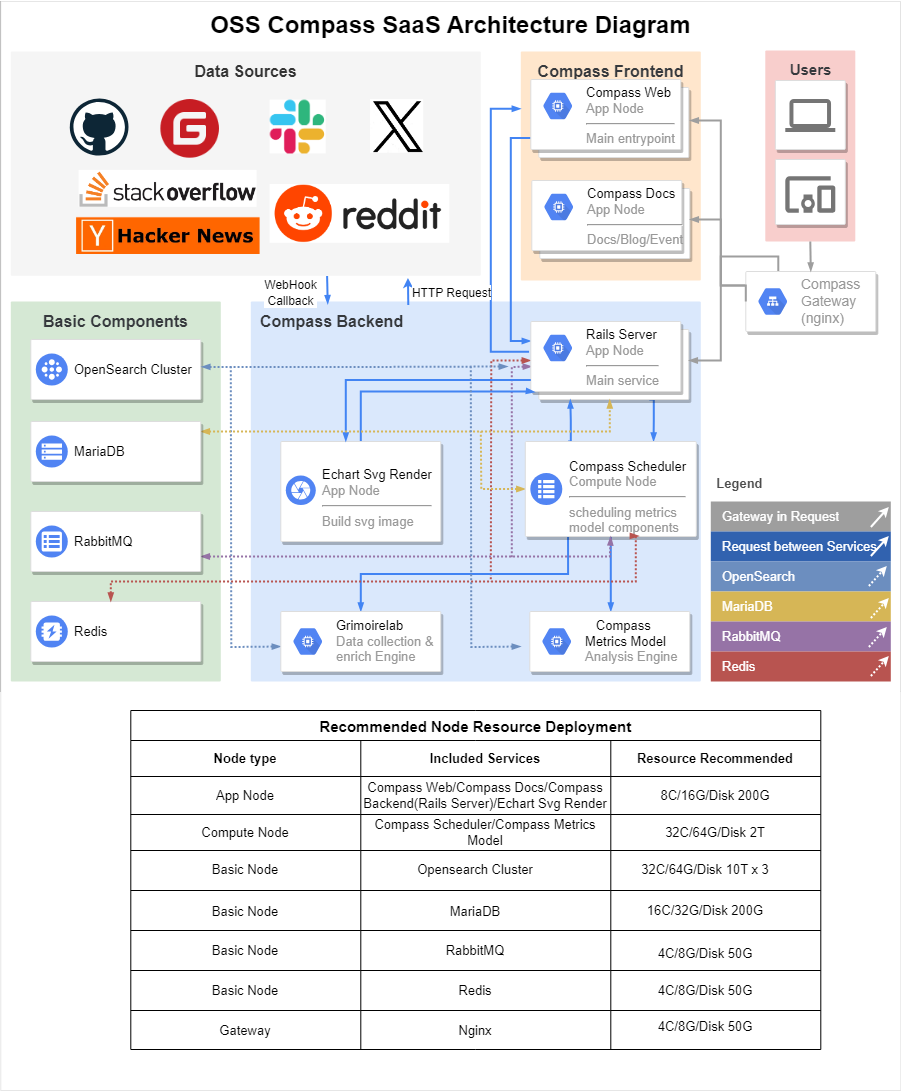 OSS Compass SaaS Architecture Diagram
Data Sources
stackoverflow
Y Hacker News
reddit
Compass Frontend
Compass Web
App Node
Main entrypoint
Compass Docs
App Node
Docs/Blog/Event
Users
Compass
Gateway
(nginx)
WebHook
Callback
HTTP Request
Basic Components
OpenSearch Cluster
MariaDB
RabbitMQ
Redis
Compass Backend
Rails Server
App Node
Main service
Echart Svg Render
App Node
Build svg image
Compass Scheduler
Compute Node
scheduling metrics
model components
Grimoirelab
Data collection &
enrich Engine
Compass
Metrics Model
Analysis Engine
Legend
Gateway in Request
Request between Services
OpenSearch
MariaDB
RabbitMQ
Redis
Recommended Node Resource Deployment
Node type Included Services Resource Recommended
App Node Compass Web/Compass Docs/Compass
Backend(Rails Server)/Echart Svg Render 8C/16G/Disk 200G
Compute Node Compass Scheduler/Compass Metrics
Model 32C/64G/Disk 2T
Basic Node Opensearch Cluster 32C/64G/Disk 10T x 3
Basic Node MariaDB 16C/32G/Disk 200G
Basic Node RabbitMQ 4C/8G/Disk 50G
Basic Node Redis 4C/8G/Disk 50G
Gateway Nginx 4C/8G/Disk 50G